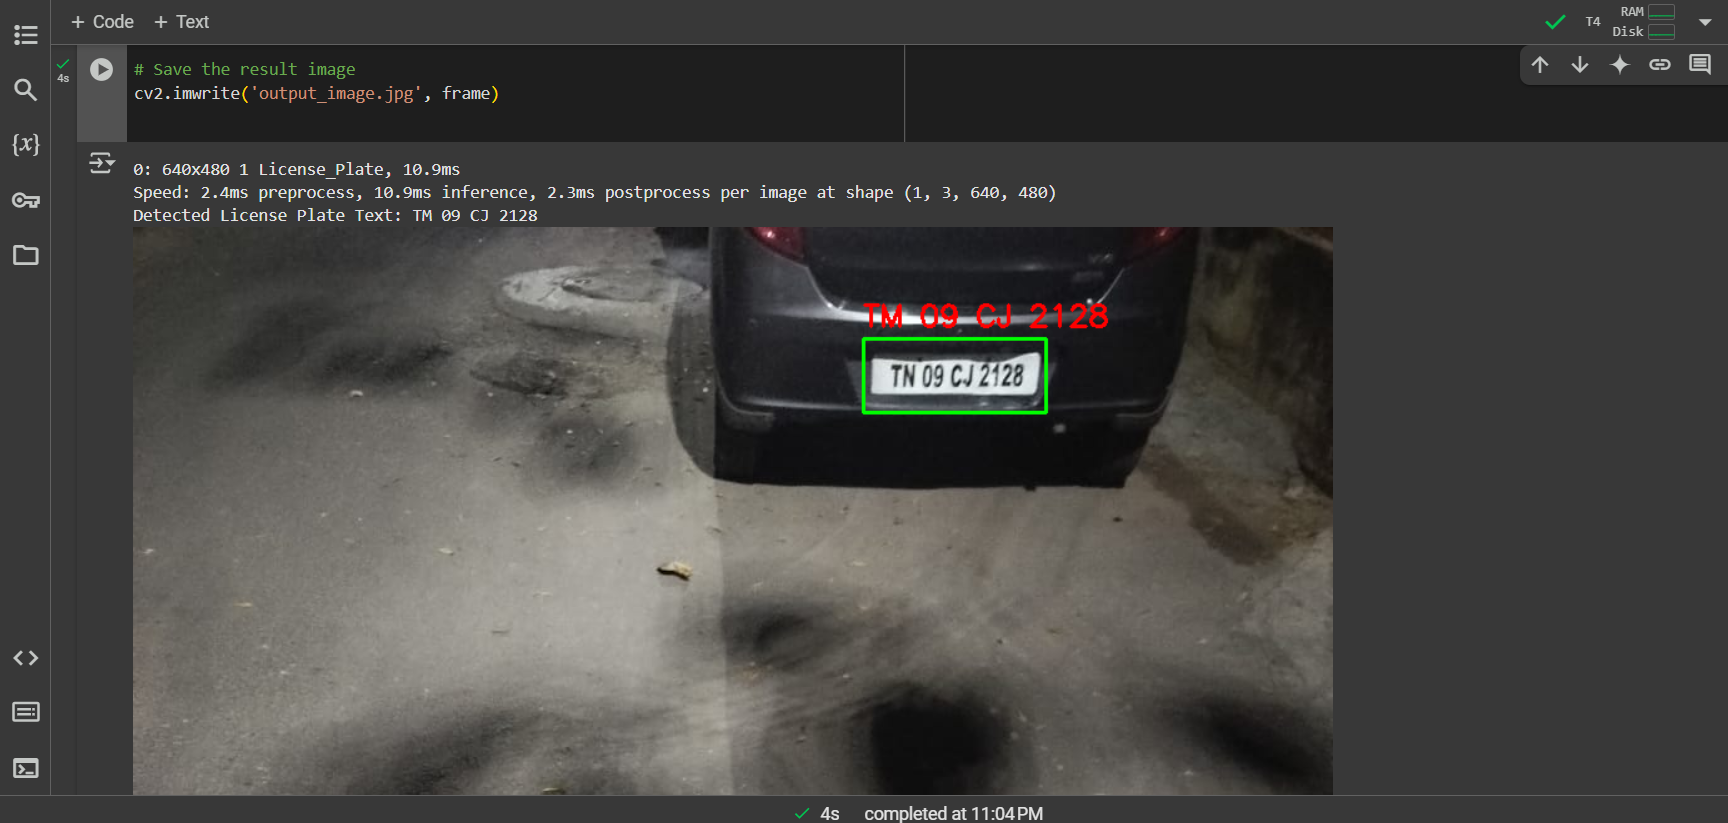 + Code + Text
T4
RAM
Disk
4s
# Save the result image
cv2.imwrite('output_image.jpg', frame)
{x}
0: 640x480 1 License_Plate, 10.9ms
Speed: 2.4ms preprocess, 10.9ms inference, 2.3ms postprocess per image at shape (1, 3, 640, 480)
Detected License Plate Text: TM 09 CJ 2128
TM 09 CJ 2128
TN 09 CJ 2128
4s completed at 11:04 PM